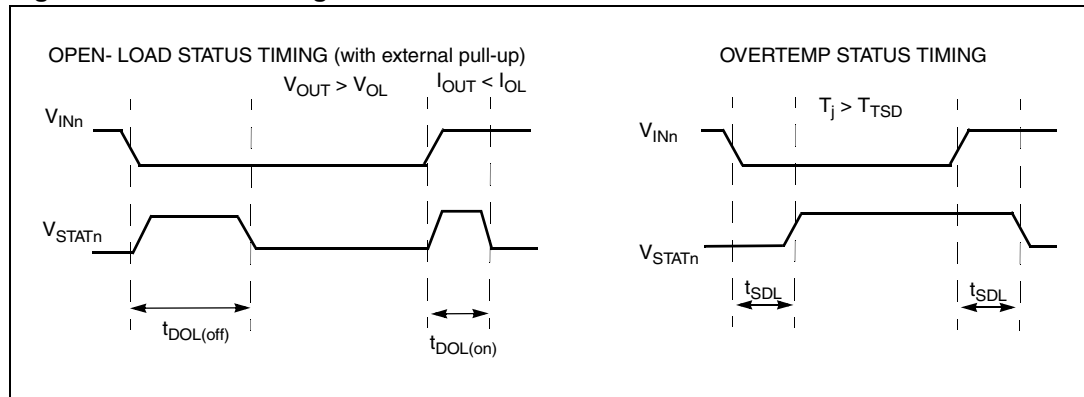 OPEN- LOAD STATUS TIMING (with external pull-up)
V_OUT > V_OL
I_OUT < I_OL
V_INn
V_STATn
t_DOL(off)
t_DOL(on)
OVERTEMP STATUS TIMING
T_j > T_TSD
V_INn
V_STATn
t_SDL
t_SDL